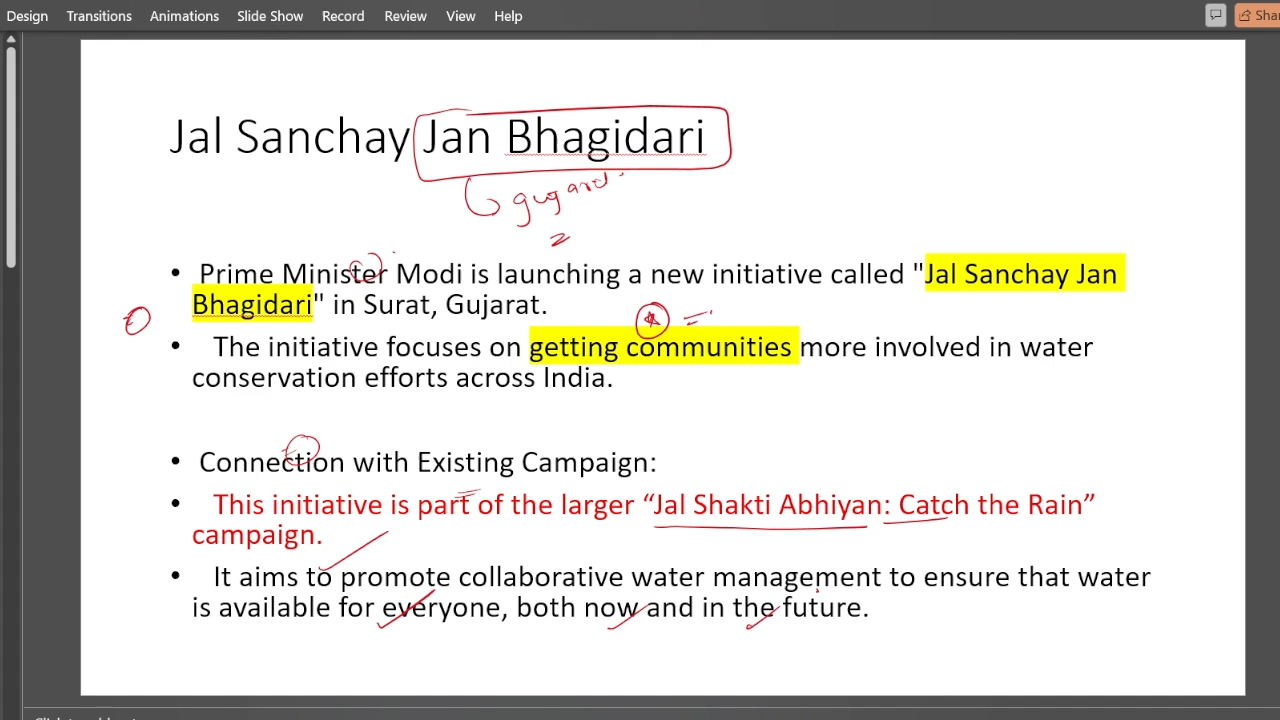 Design Transitions Animations Slide Show Record Review View Help
Jal Sanchay Jan Bhagidari
• Prime Minister Modi is launching a new initiative called "Jal Sanchay Jan
Bhagidari" in Surat, Gujarat.
• The initiative focuses on getting communities more involved in water
conservation efforts across India.
• Connection with Existing Campaign:
• This initiative is part of the larger “Jal Shakti Abhiyan: Catch the Rain”
campaign.
• It aims to promote collaborative water management to ensure that water
is available for everyone, both now and in the future.